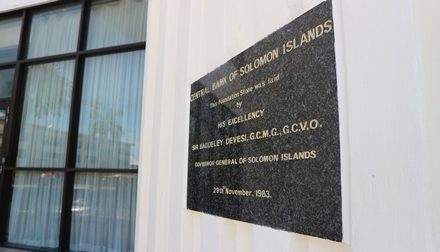 CENTRAL BANK OF SOLOMON ISLANDS
This Foundation Stone was laid
by
HIS EXCELLENCY
SIR BADDELEY DEVESI, G.C.M.G., G.C.V.O.
GOVERNOR-GENERAL OF SOLOMON ISLANDS
29th November, 1983.